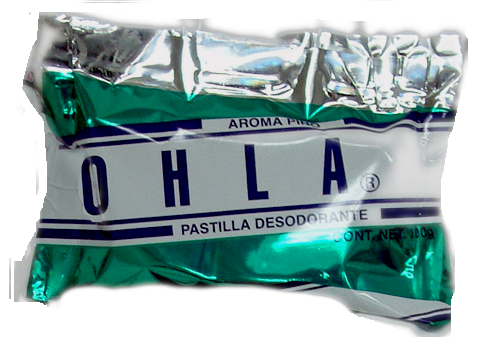 AROMA PINO
OHLA®
PASTILLA DESODORANTE
CONT. NET.